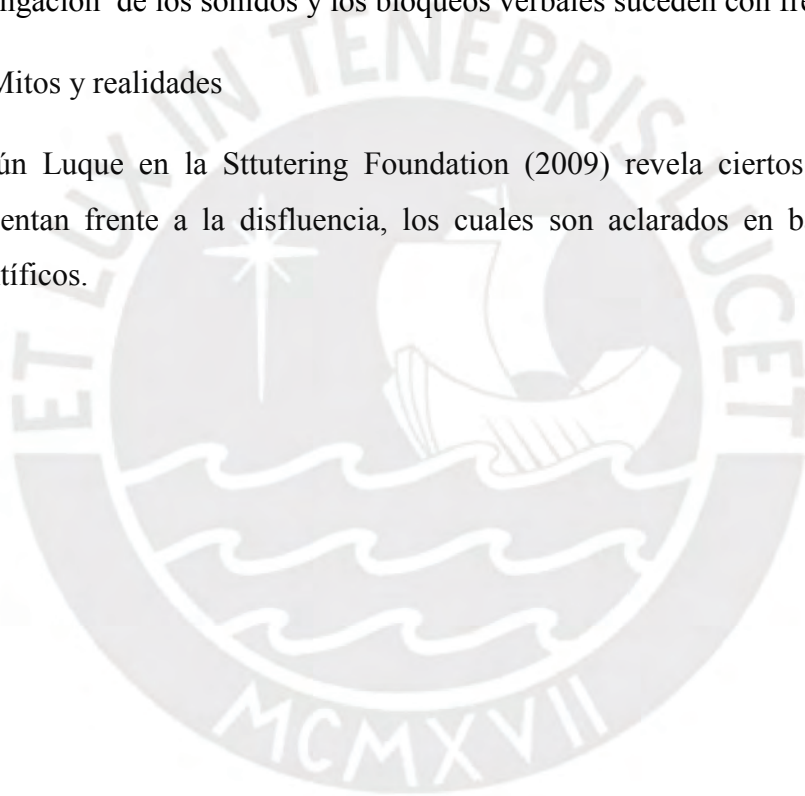 ngación de los sonidos y los bloqueos verbales suceden con fre
Mitos y realidades
ún Luque en la Sttutering Foundation (2009) revela ciertos
entan frente a la disfluencia, los cuales son aclarados en b
tíficos.
ET LUX IN TENEBRIS LUCET
MCMXVII